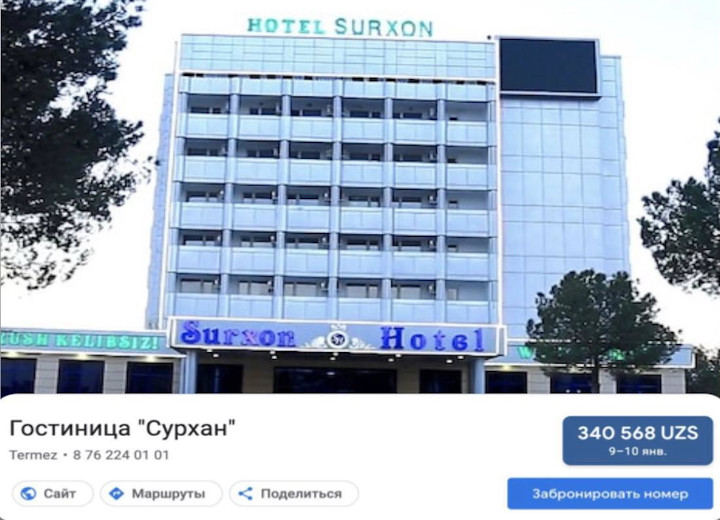 HOTEL SURXON
Surxon Hotel
XUSH KELIBSIZ!
Гостиница "Сурхан"
Termez • 8 76 224 01 01
340 568 UZS
9–10 янв.
Сайт
Маршруты
Поделиться
Забронировать номер